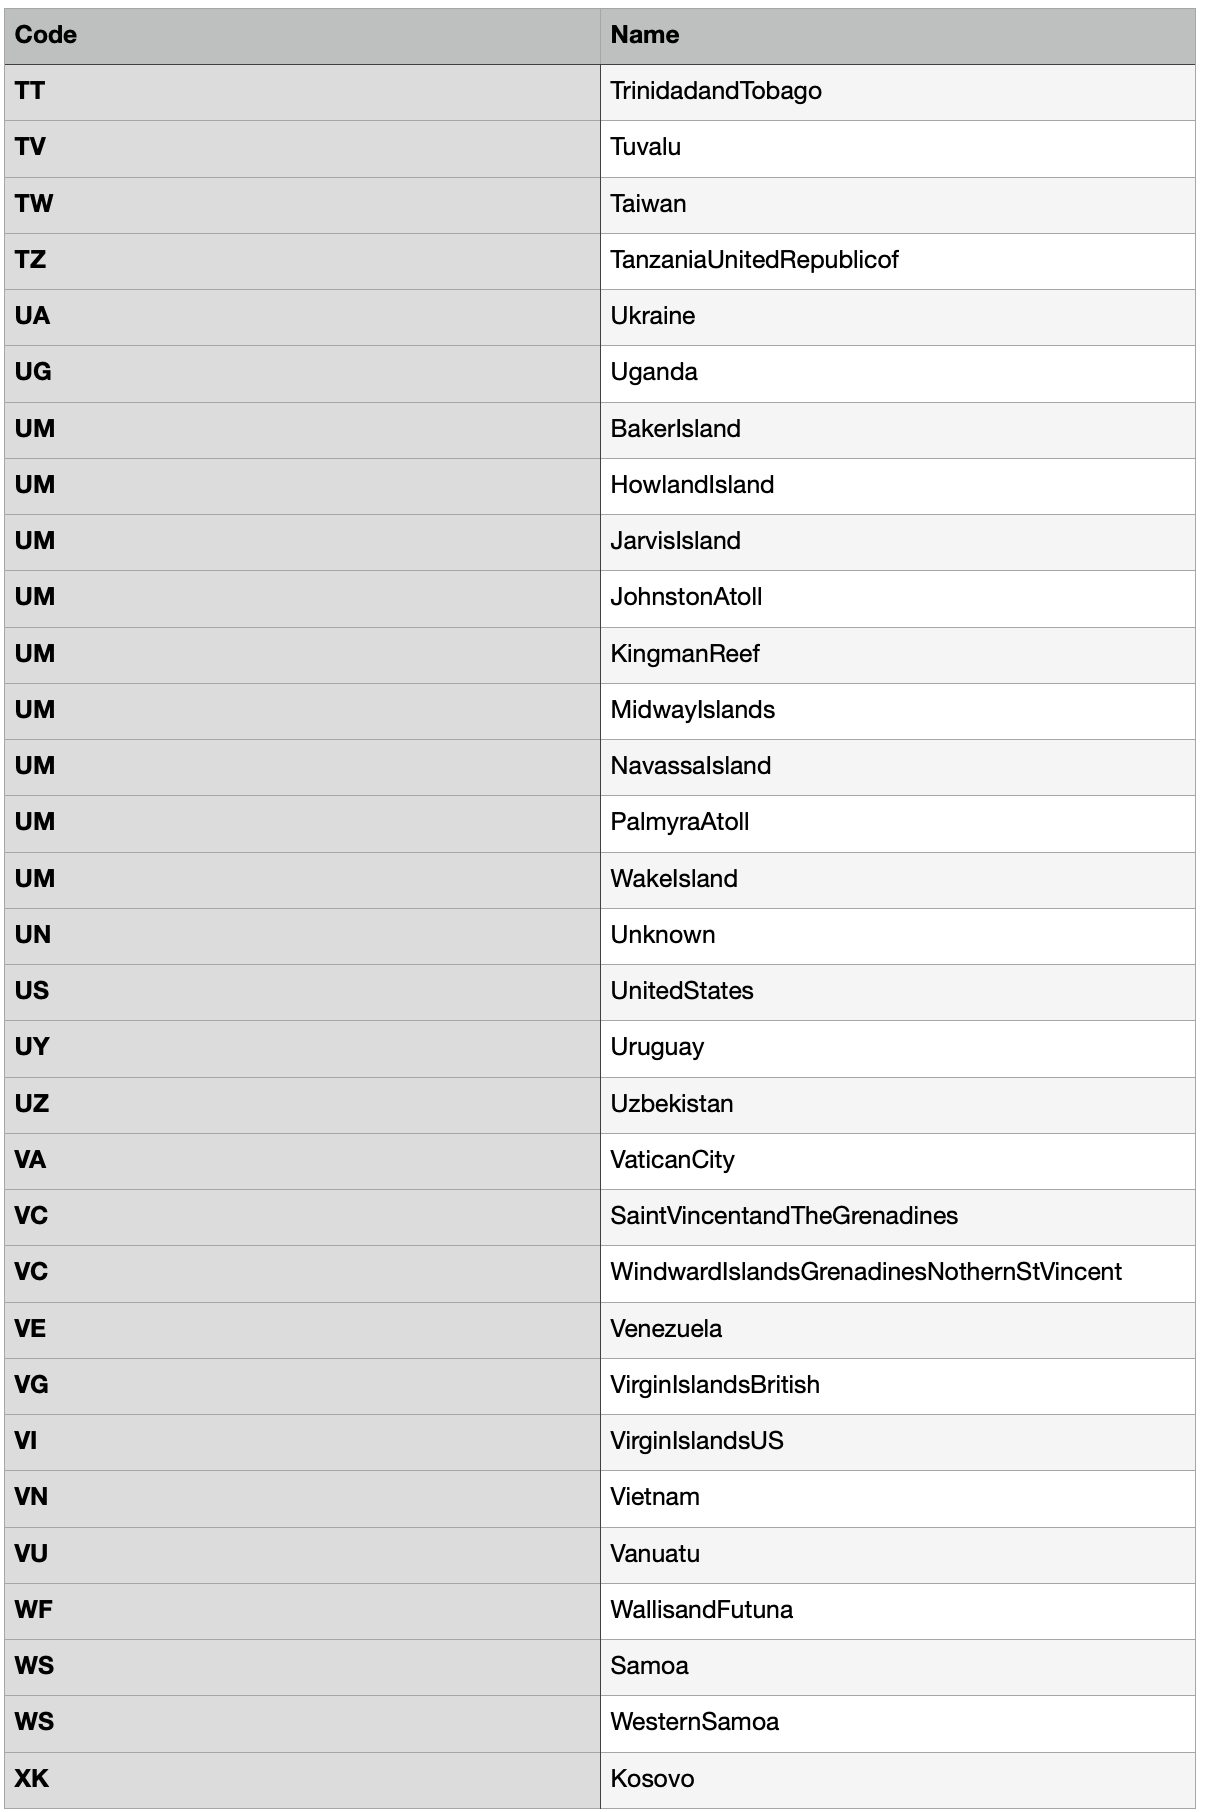 Code Name
TT TrinidadandTobago
TV Tuvalu
TW Taiwan
TZ TanzaniaUnitedRepublicof
UA Ukraine
UG Uganda
UM BakerIsland
UM HowlandIsland
UM JarvisIsland
UM JohnstonAtoll
UM KingmanReef
UM MidwayIslands
UM NavassaIsland
UM PalmyraAtoll
UM WakeIsland
UN Unknown
US UnitedStates
UY Uruguay
UZ Uzbekistan
VA VaticanCity
VC SaintVincentandTheGrenadines
VC WindwardIslandsGrenadinesNothernStVincent
VE Venezuela
VG VirginIslandsBritish
VI VirginIslandsUS
VN Vietnam
VU Vanuatu
WF WallisandFutuna
WS Samoa
WS WesternSamoa
XK Kosovo